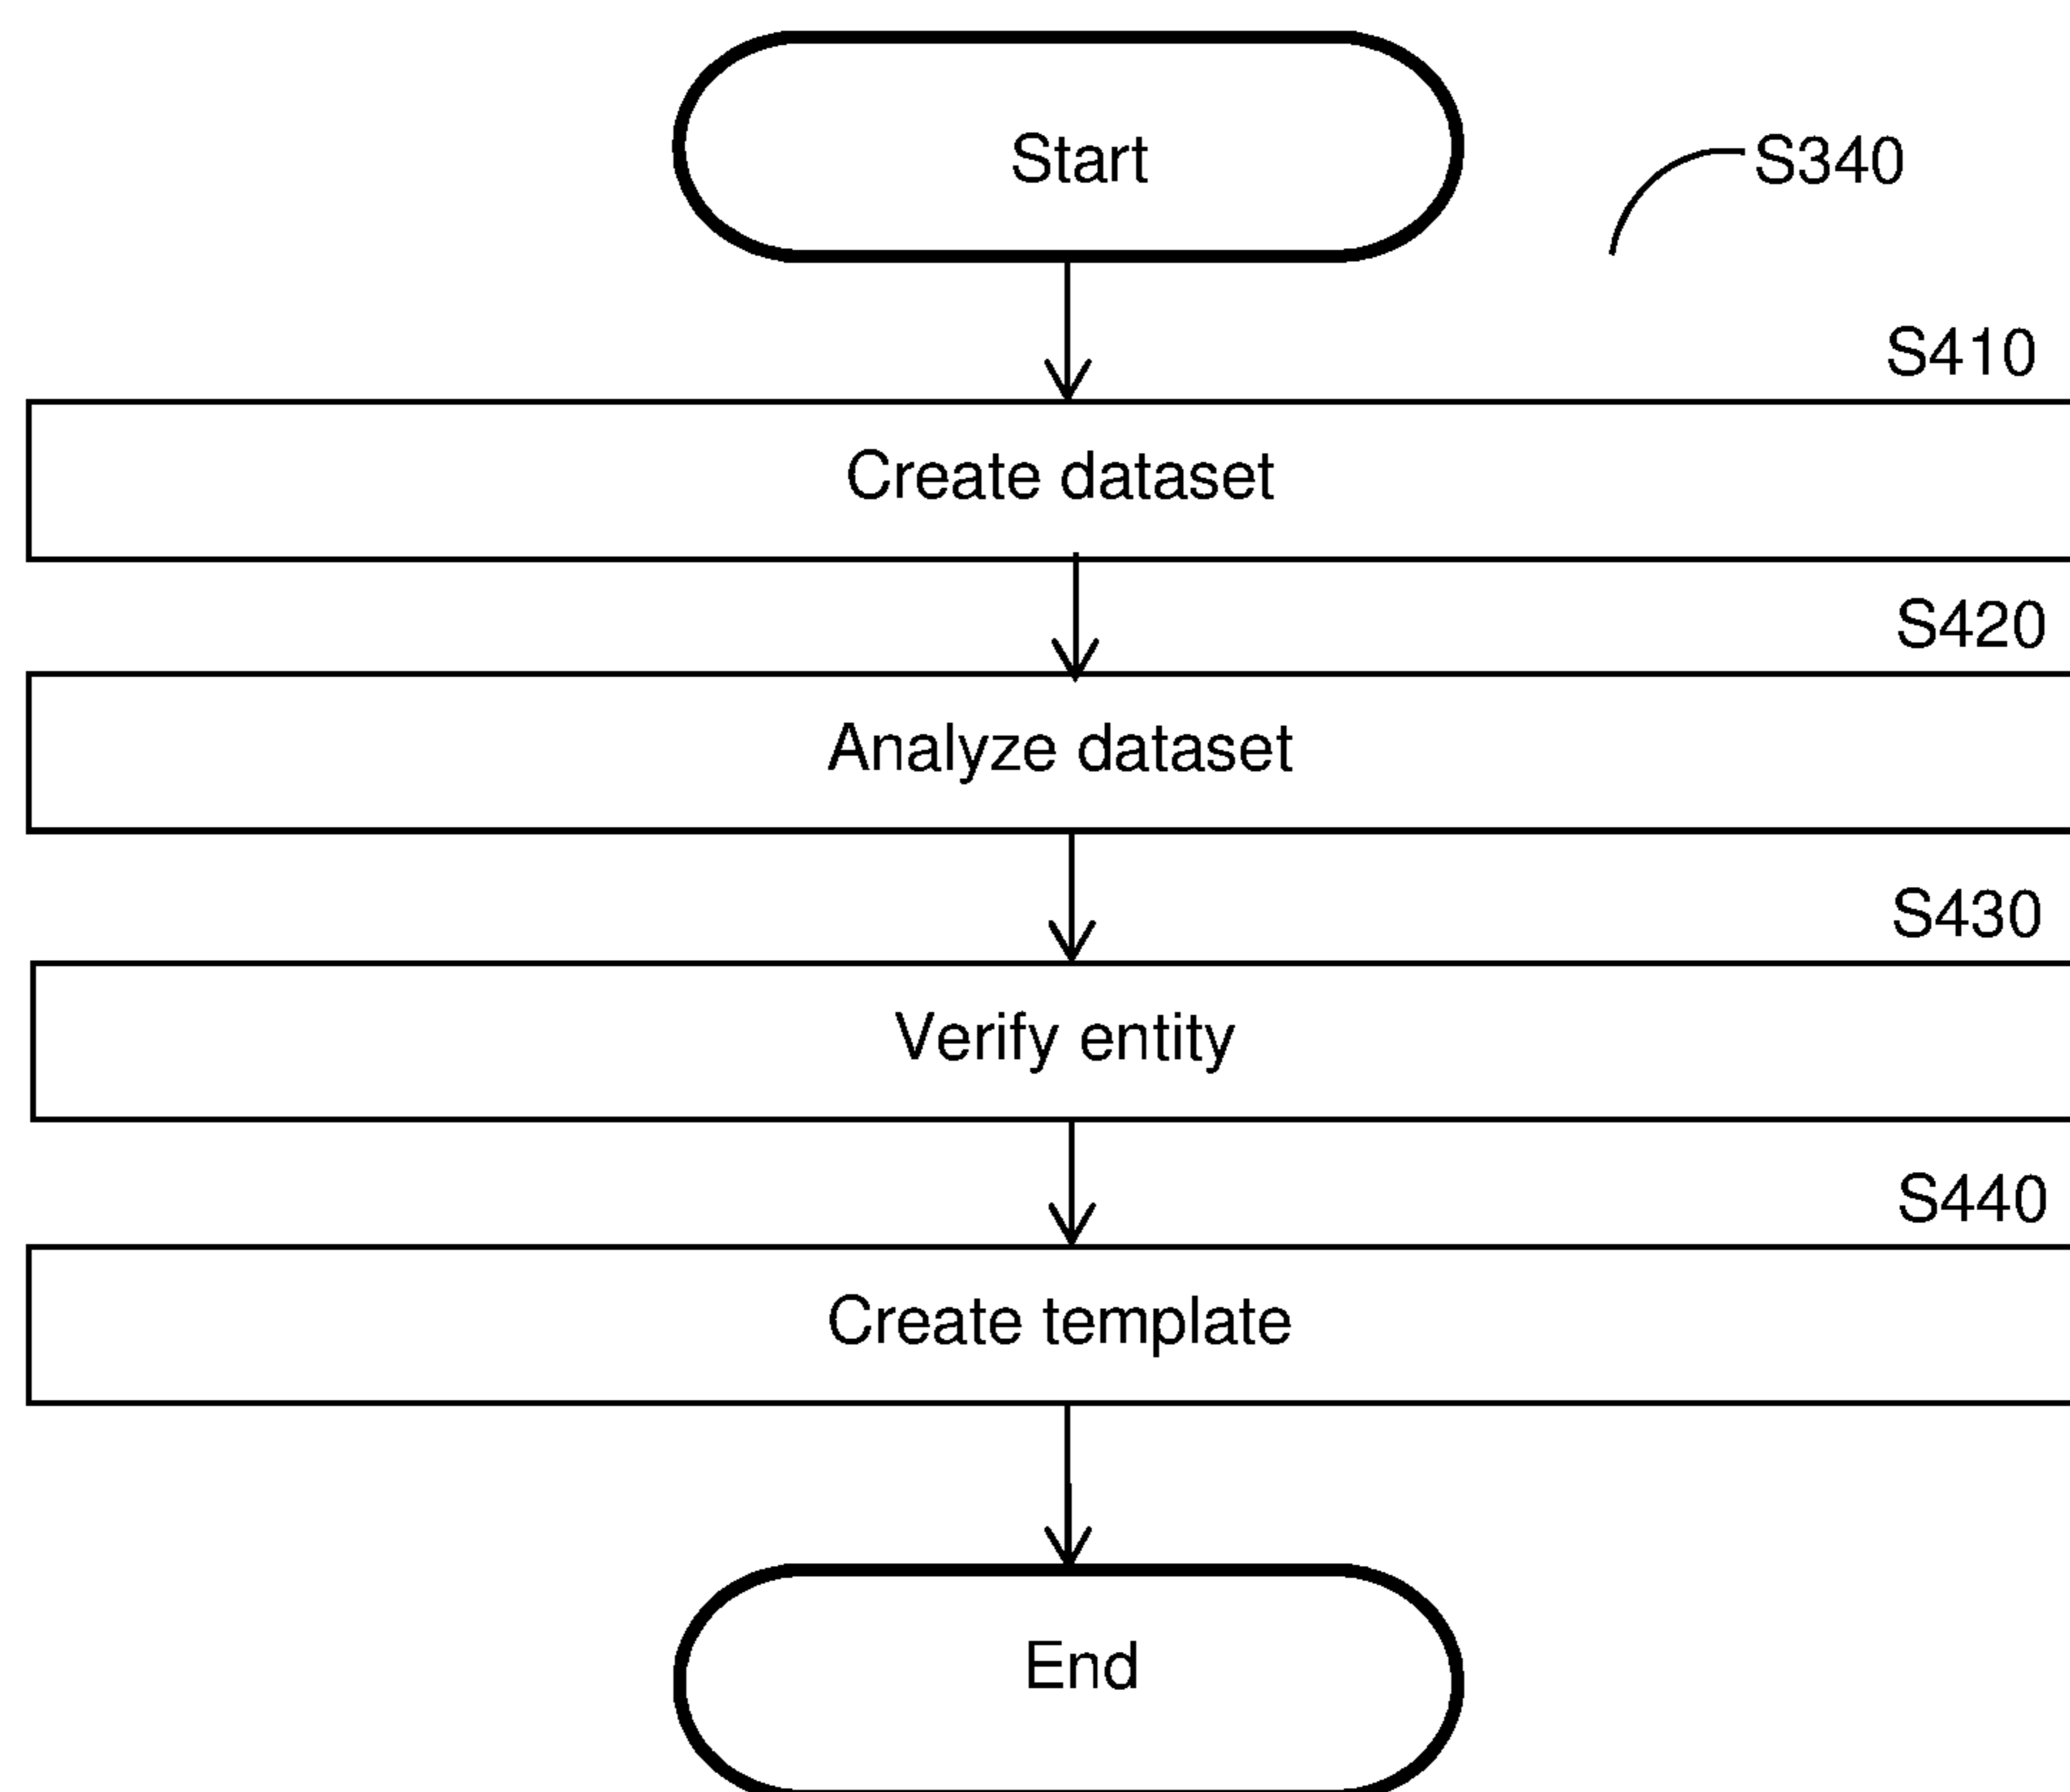 Start
S340
S410
Create dataset
S420
Analyze dataset
S430
Verify entity
S440
Create template
End